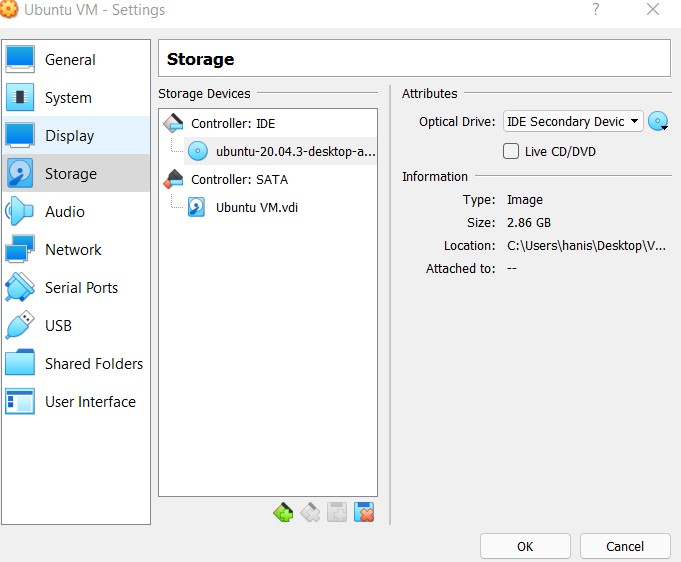 Ubuntu VM - Settings
?
General
System
Display
Storage
Audio
Network
Serial Ports
USB
Shared Folders
User Interface
Storage
Storage Devices
Controller: IDE
ubuntu-20.04.3-desktop-a...
Controller: SATA
Ubuntu VM.vdi
Attributes
Optical Drive: IDE Secondary Devic
Live CD/DVD
Information
Type: Image
Size: 2.86 GB
Location: C:\Users\hanis\Desktop\V...
Attached to: --
OK
Cancel